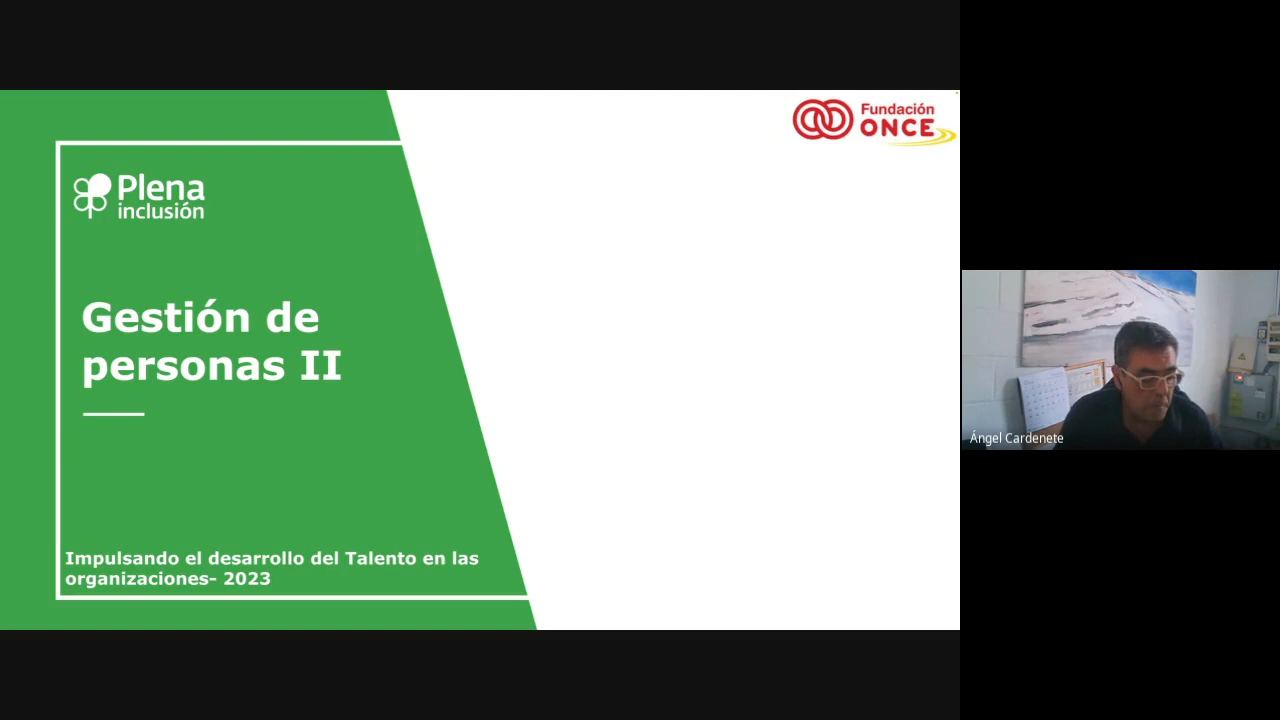 Fundación
ONCE
Plena
inclusión
Gestión de
personas II
Impulsando el desarrollo del Talento en las
organizaciones- 2023
Ángel Cardenete